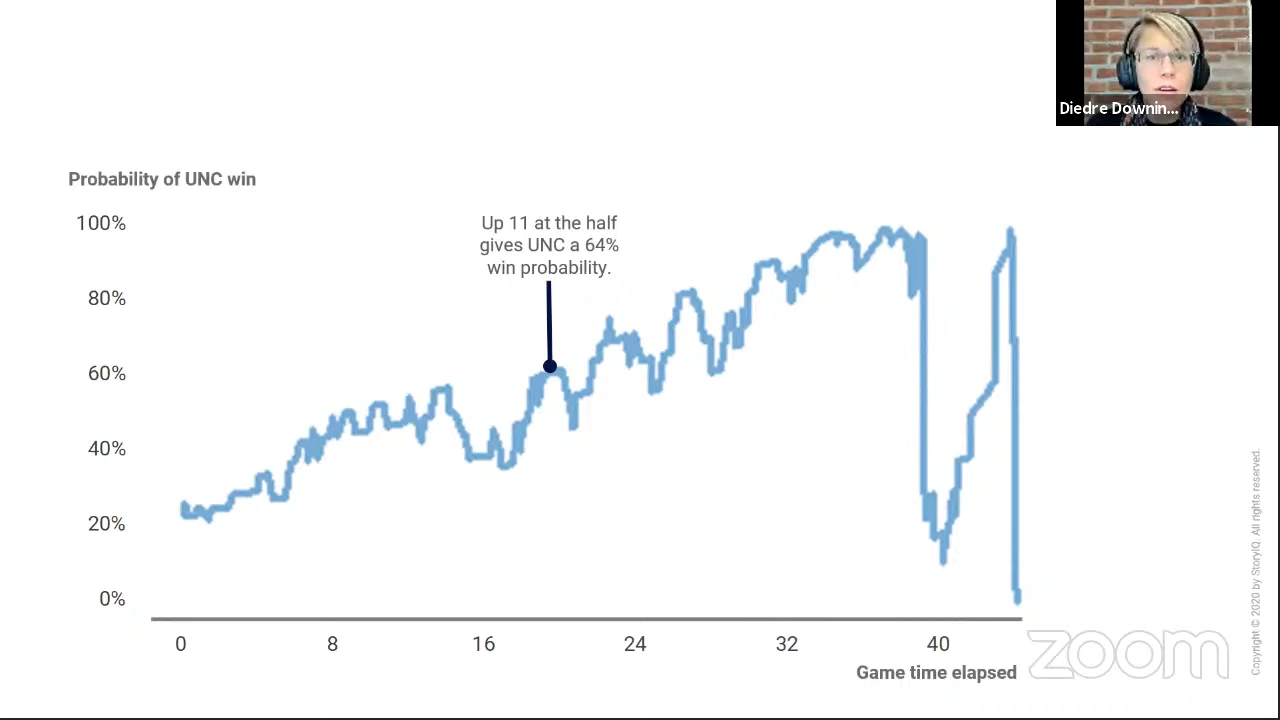 Diedre Downin...
Probability of UNC win
Up 11 at the half
gives UNC a 64%
win probability.
100%
80%
60%
40%
20%
0%
0 8 16 24 32 40
Game time elapsed
zoom
Copyright © 2020 by StoryIQ. All rights reserved.